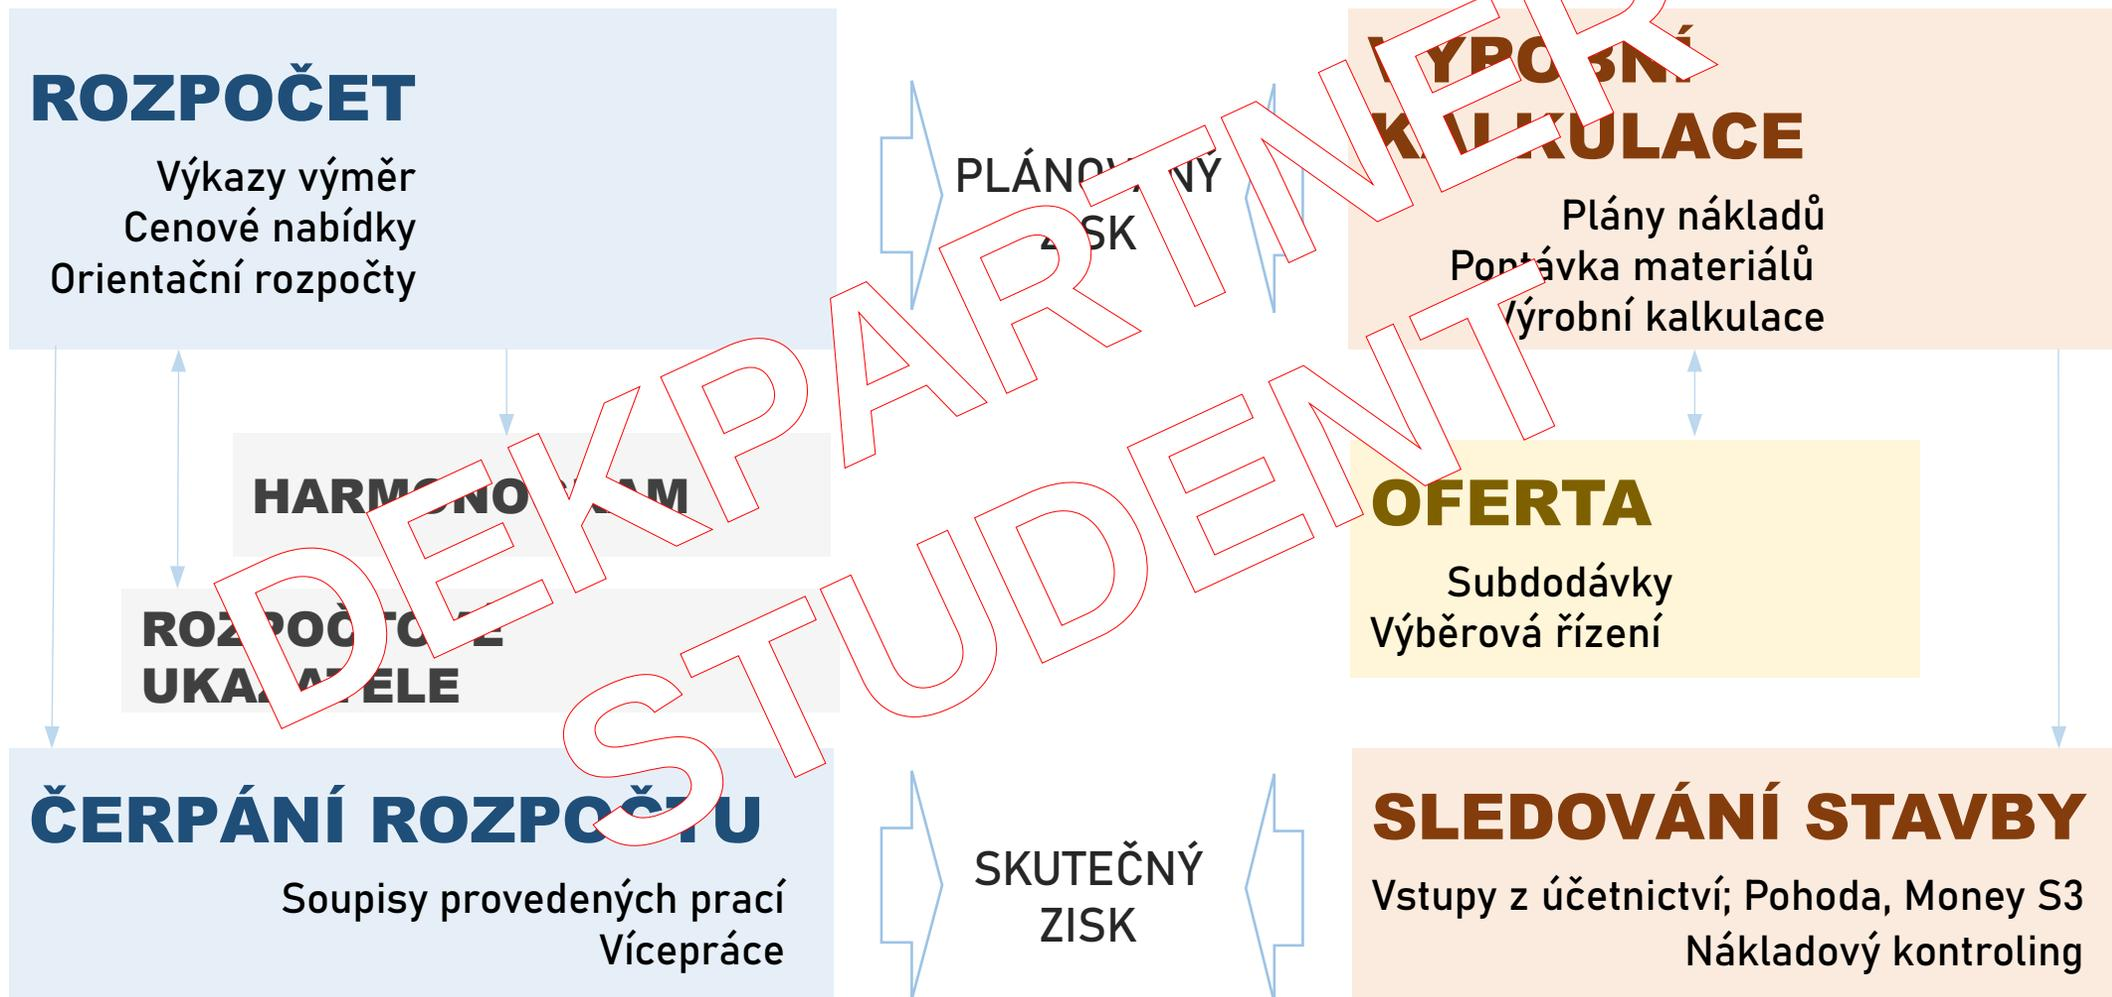 ROZPOČET
Výkazy výměr
Cenové nabídky
Orientační rozpočty
PLÁNOVANÝ
ZISK
VÝROBNÍ
KALKULACE
Plány nákladů
Poptávka materiálů
Výrobní kalkulace
HARMONOGRAM
ROZPOČTOVÉ
UKAZATELE
OFERTA
Subdodávky
Výběrová řízení
ČERPÁNÍ ROZPOČTU
Soupisy provedených prací
Vícepráce
SKUTEČNÝ
ZISK
SLEDOVÁNÍ STAVBY
Vstupy z účetnictví; Pohoda, Money S3
Nákladový kontroling
DEKPARTNER
STUDENT